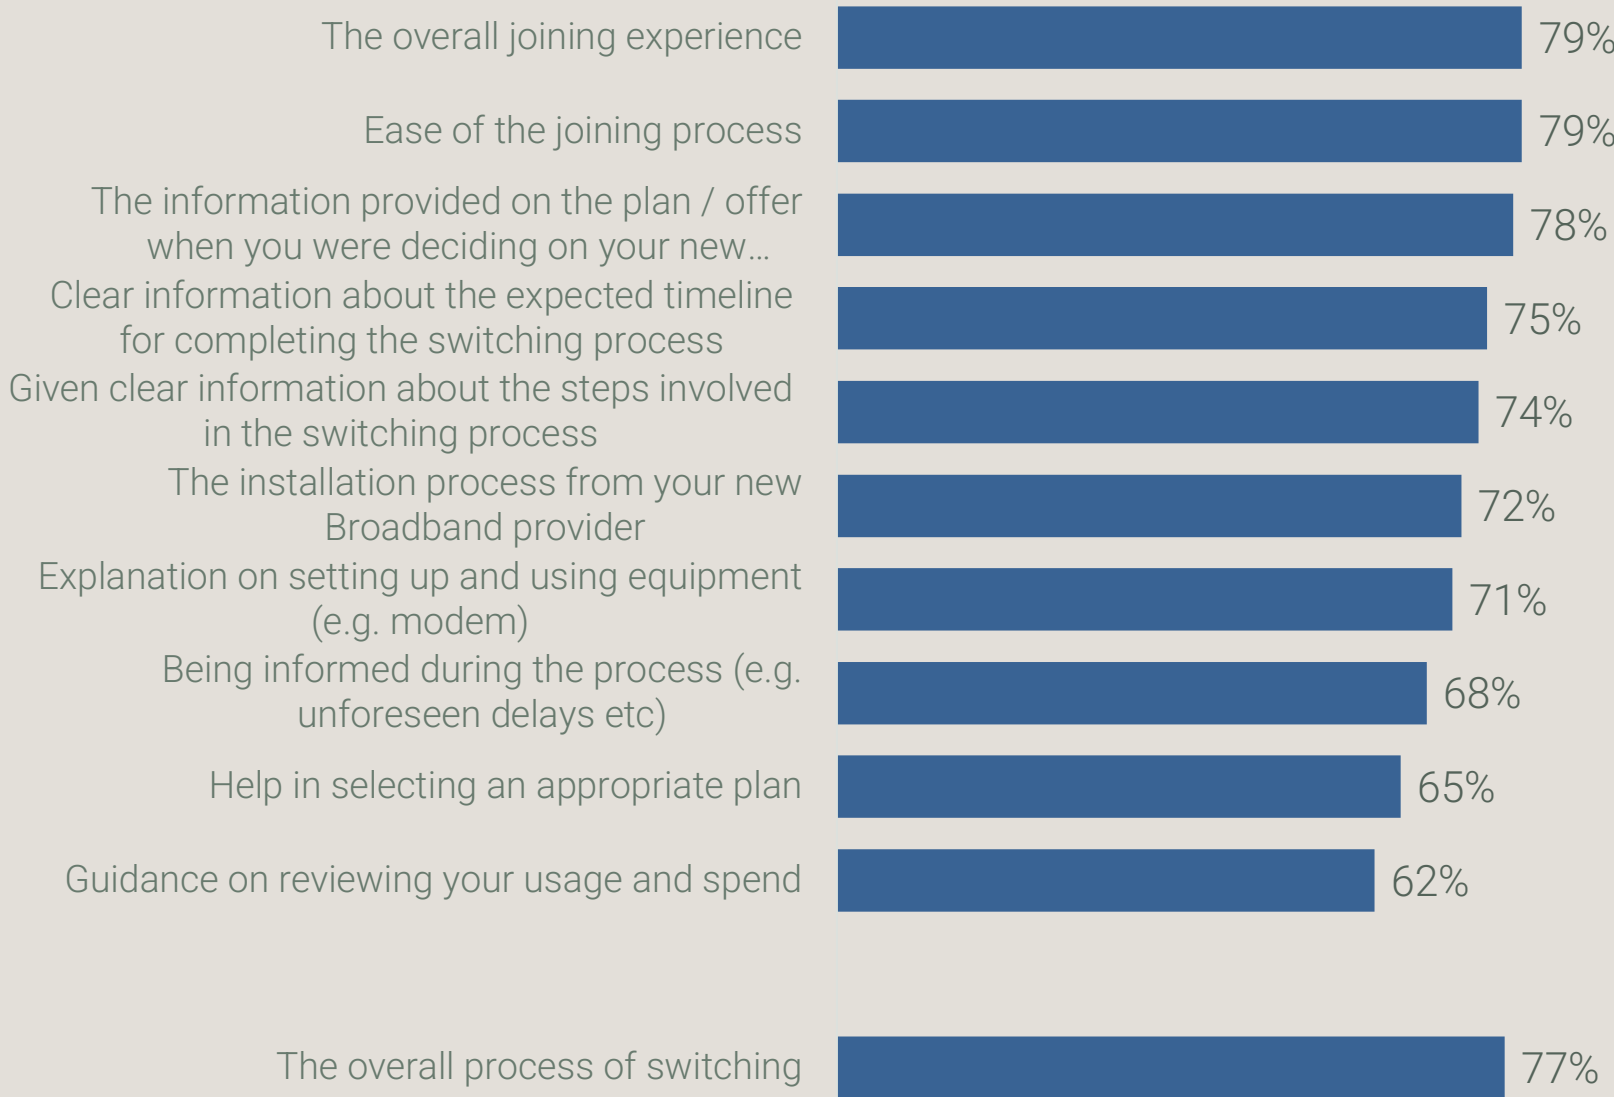 The overall joining experience 79%
Ease of the joining process 79%
The information provided on the plan / offer
when you were deciding on your new… 78%
Clear information about the expected timeline
for completing the switching process 75%
Given clear information about the steps involved
in the switching process 74%
The installation process from your new
Broadband provider 72%
Explanation on setting up and using equipment
(e.g. modem) 71%
Being informed during the process (e.g.
unforeseen delays etc) 68%
Help in selecting an appropriate plan 65%
Guidance on reviewing your usage and spend 62%
The overall process of switching 77%